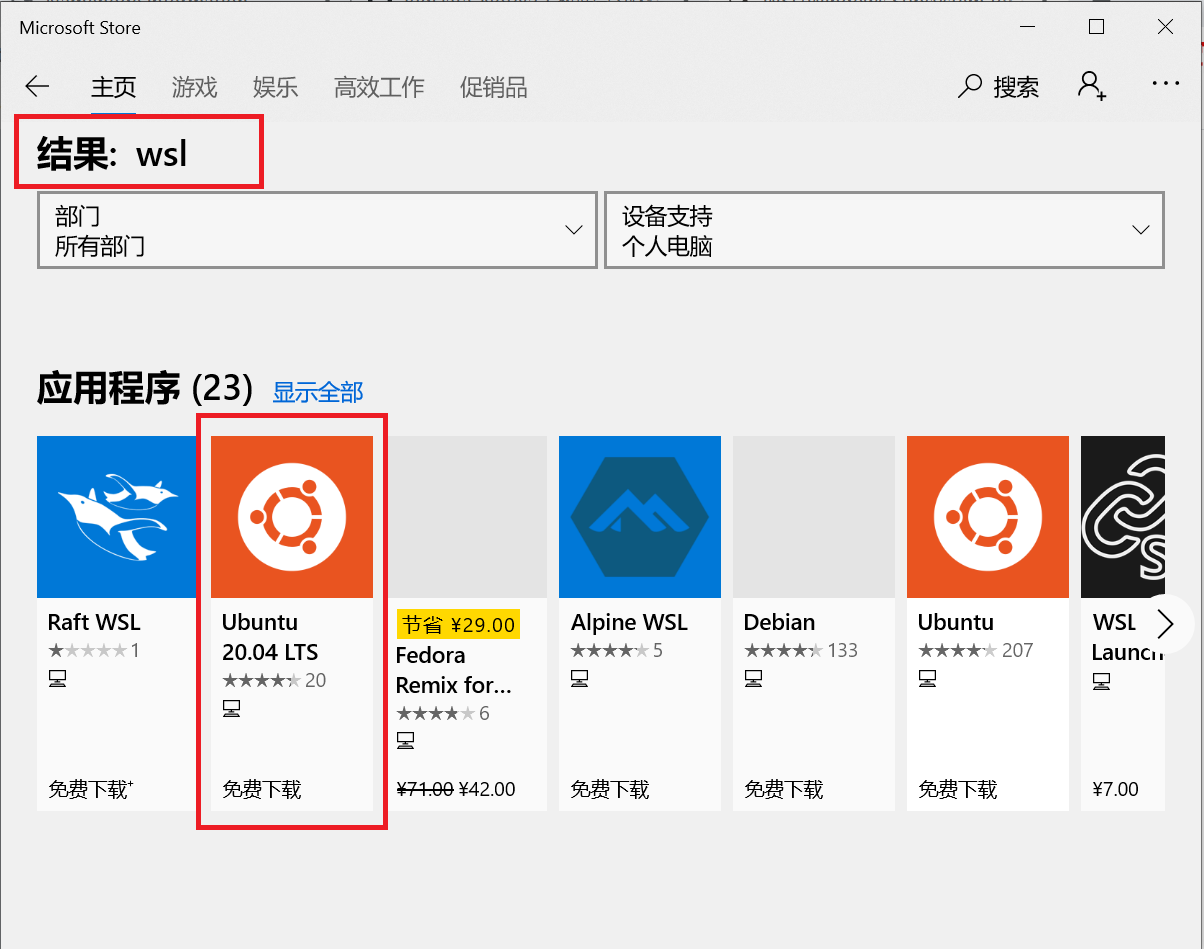 Microsoft Store
主页 游戏 娱乐 高效工作 促销品 搜索
结果: wsl
部门
所有部门
设备支持
个人电脑
应用程序 (23) 显示全部
Raft WSL
1
免费下载+
Ubuntu
20.04 LTS
20
免费下载
节省 ¥29.00
Fedora
Remix for...
6
¥71.00 ¥42.00
Alpine WSL
5
免费下载
Debian
133
免费下载
Ubuntu
207
免费下载
WSL
Launch
¥7.00